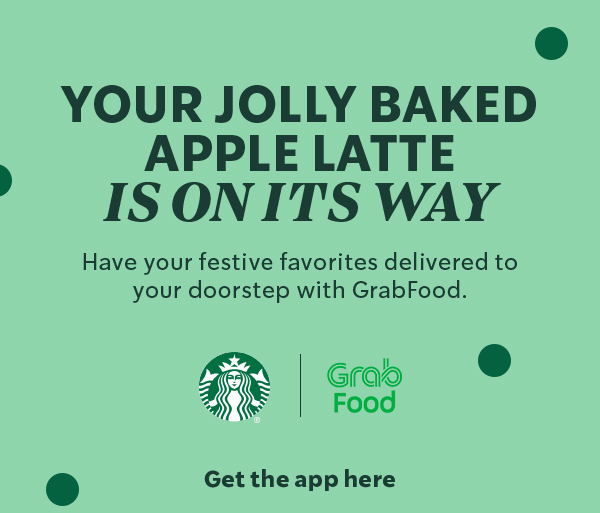 YOUR JOLLY BAKED
APPLE LATTE
IS ON ITS WAY
Have your festive favorites delivered to
your doorstep with GrabFood.
®
Grab
Food
Get the app here